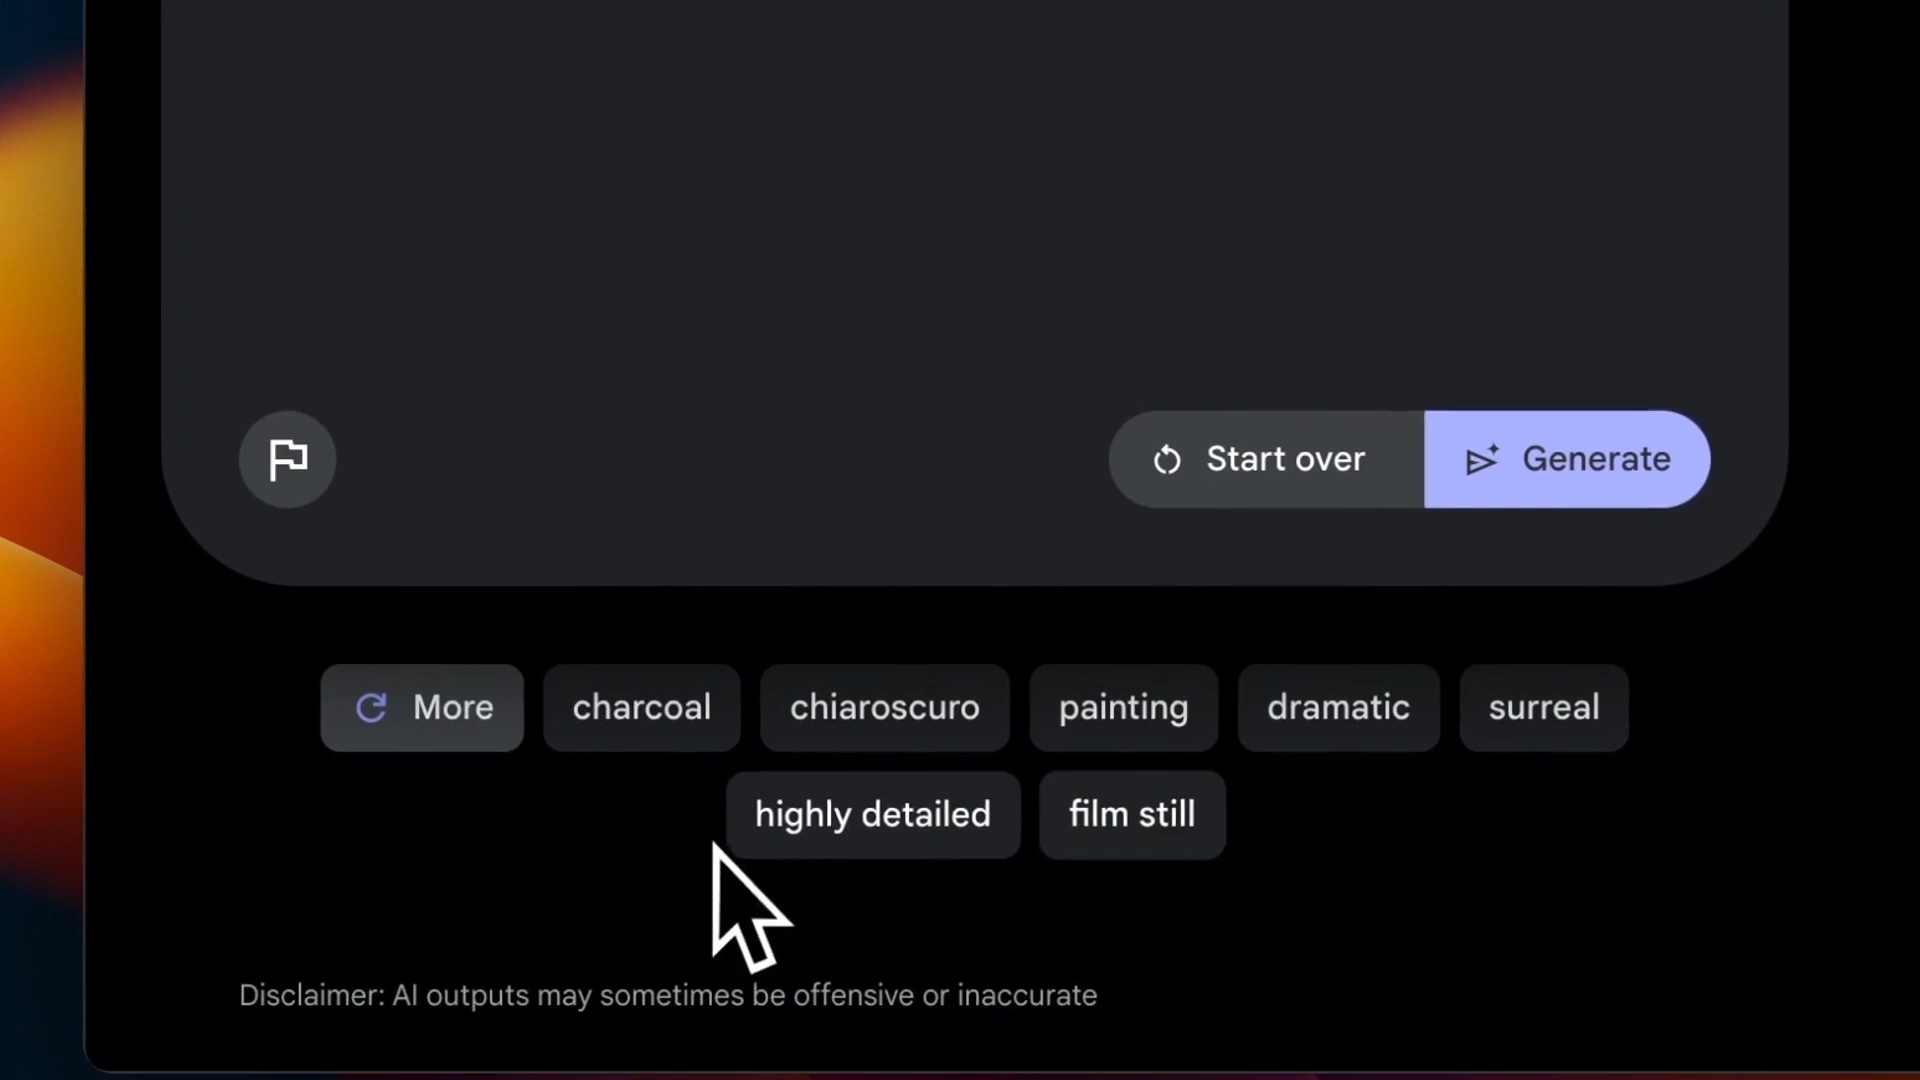 Start over
Generate
More
charcoal
chiaroscuro
painting
dramatic
surreal
highly detailed
film still
Disclaimer: AI outputs may sometimes be offensive or inaccurate